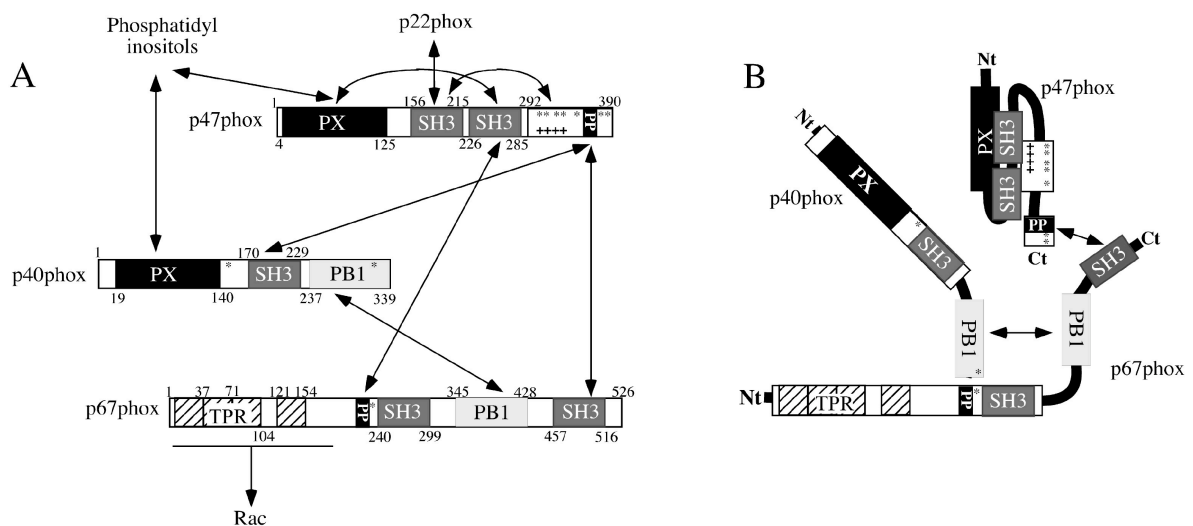 Phosphatidyl
inositols
p22phox
A
1 156 215 292 390
p47phox
PX SH3 SH3 ** ** * PP **
++++
4 125 226 285
1 170 229
p40phox
PX * SH3 PB1 *
19 140 237 339
1 37 71 121 154 345 428 526
p67phox
TPR PP * SH3 PB1 SH3
104 240 299 457 516
Rac
B
Nt
p47phox
PX SH3 SH3
++++
** ** *
PP
**
Ct
Nt
p40phox
PX
*
SH3
PB1
*
Ct
SH3
PB1
p67phox
Nt
TPR PP * SH3